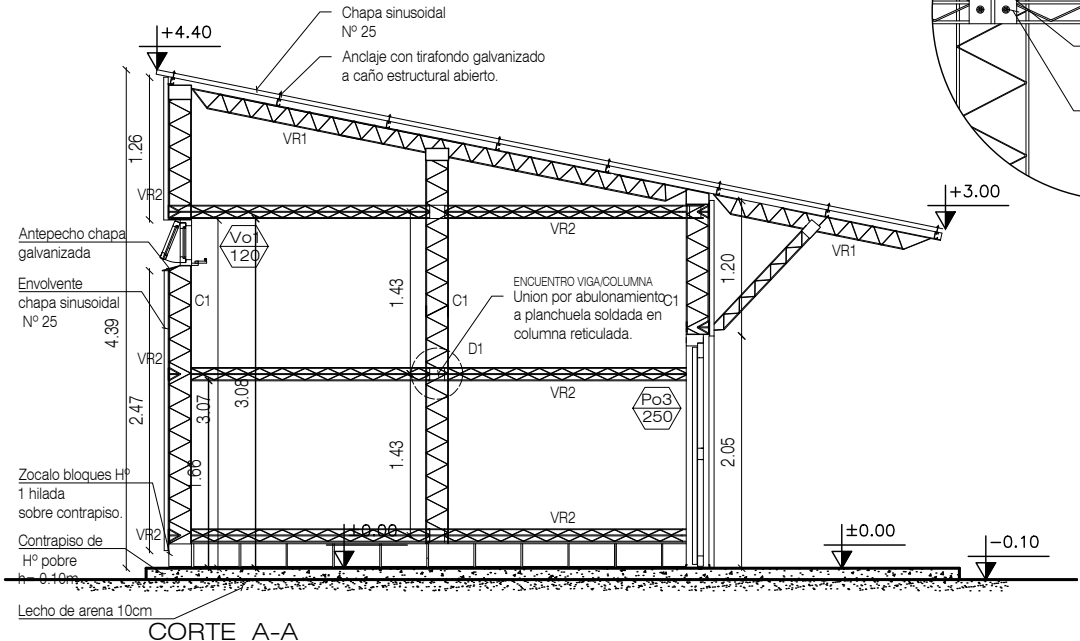 Chapa sinusoidal
Nº 25
Anclaje con tirafondo galvanizado
a caño estructural abierto.
+4.40
VR1
1.26
VR2
+3.00
VR2
VR1
Antepecho chapa
galvanizada
Vo1
120
1.20
Envolvente
chapa sinusoidal
Nº 25
C1
1.43
C1
ENCUENTRO VIGA/COLUMNA
Union por abulonamiento
a planchuela soldada en
columna reticulada.
C1
4.39
D1
VR2
VR2
2.47
3.07
3.08
Po3
250
1.66
1.43
2.05
Zocalo bloques Hº
1 hilada
sobre contrapiso.
VR2
VR2
±0.00
±0.00
-0.10
Contrapiso de
Hº pobre
h= 0.10m
Lecho de arena 10cm
CORTE A-A